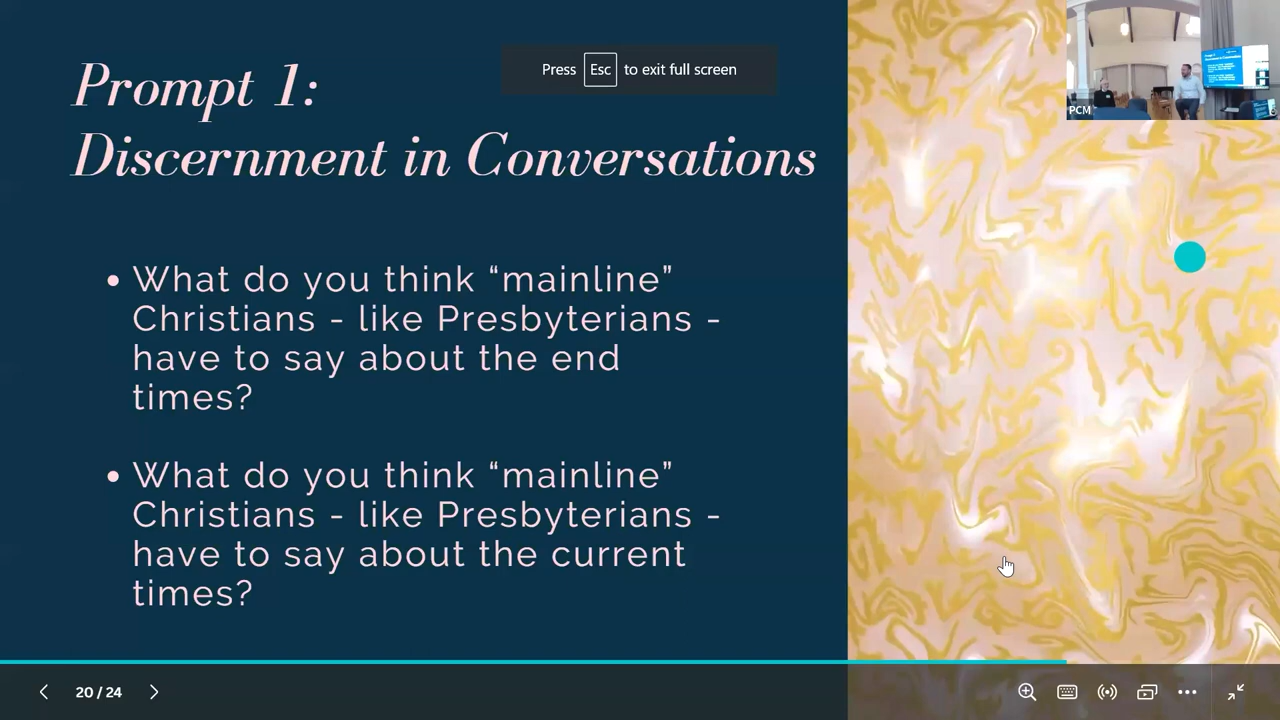 Prompt 1:
Discernment in Conversations
Press Esc to exit full screen
PCM
• What do you think “mainline”
Christians - like Presbyterians -
have to say about the end
times?
• What do you think “mainline”
Christians - like Presbyterians -
have to say about the current
times?
20 / 24